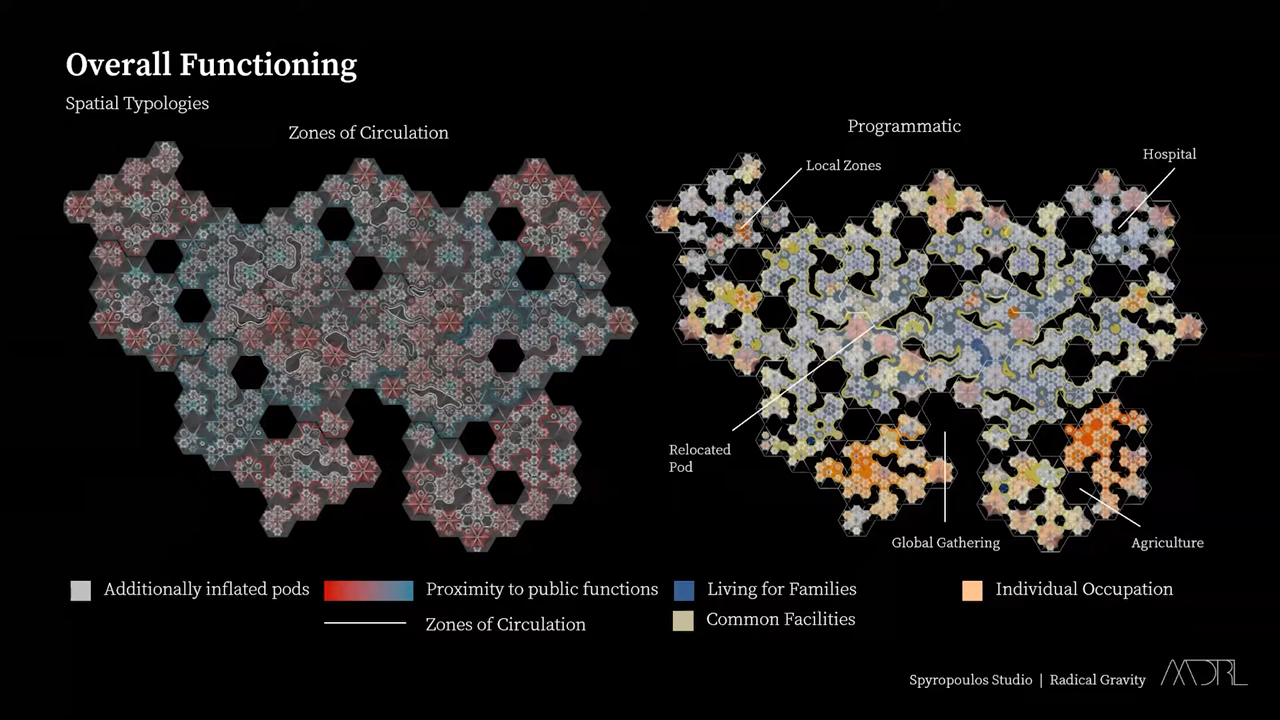 Overall Functioning
Spatial Typologies
Zones of Circulation
Programmatic
Local Zones
Hospital
Relocated
Pod
Global Gathering
Agriculture
Additionally inflated pods
Proximity to public functions
Living for Families
Individual Occupation
Zones of Circulation
Common Facilities
Spyropoulos Studio | Radical Gravity
DRL